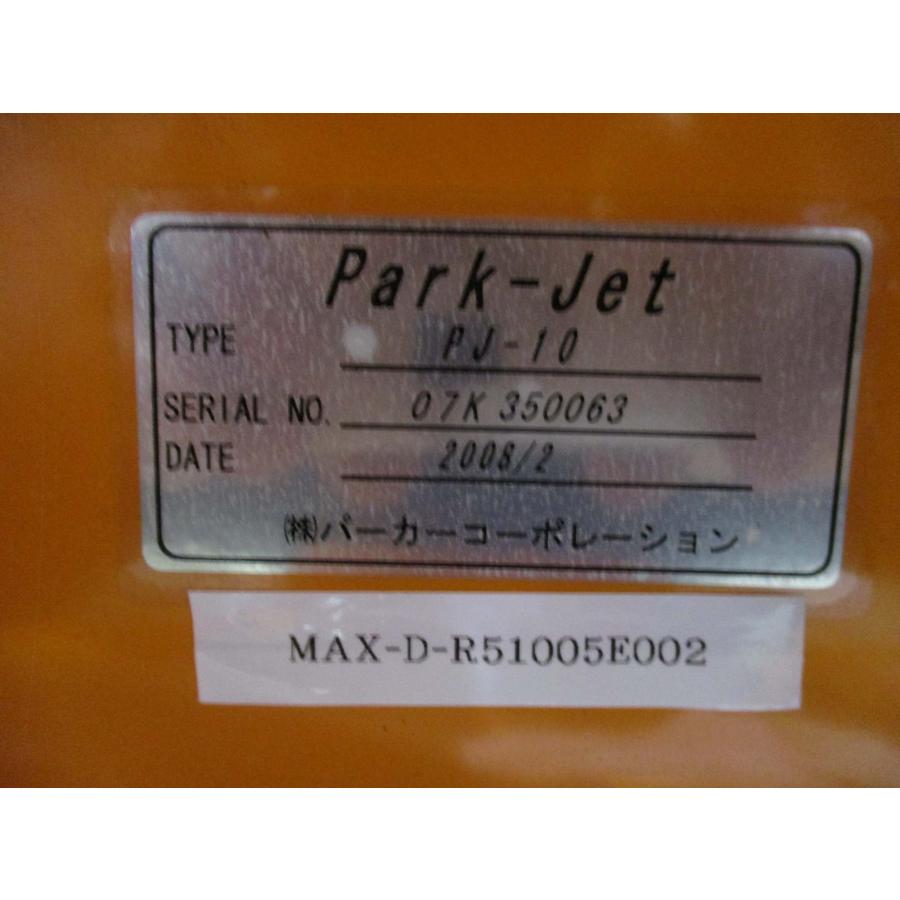 Park-Jet
TYPE PJ-10
SERIAL NO. 07K 350063
DATE 2008/2
㈱パーカーコーポレーション
MAX-D-R51005E002